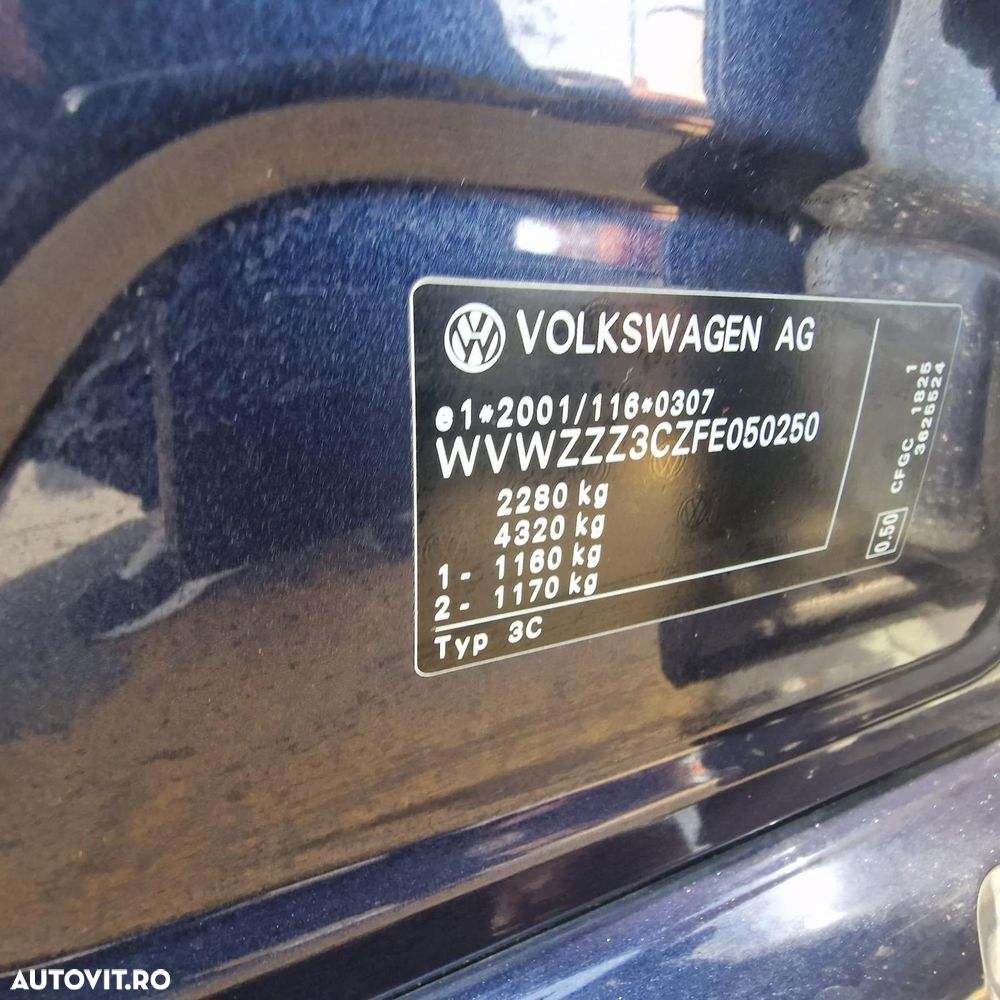 VOLKSWAGEN AG
e1*2001/116*0307
WVWZZZ3CZFE050250
2280 kg
4320 kg
1 - 1160 kg
2 - 1170 kg
Typ 3C
0.50 CFGC 1825 1
3625524
AUTOVIT.RO